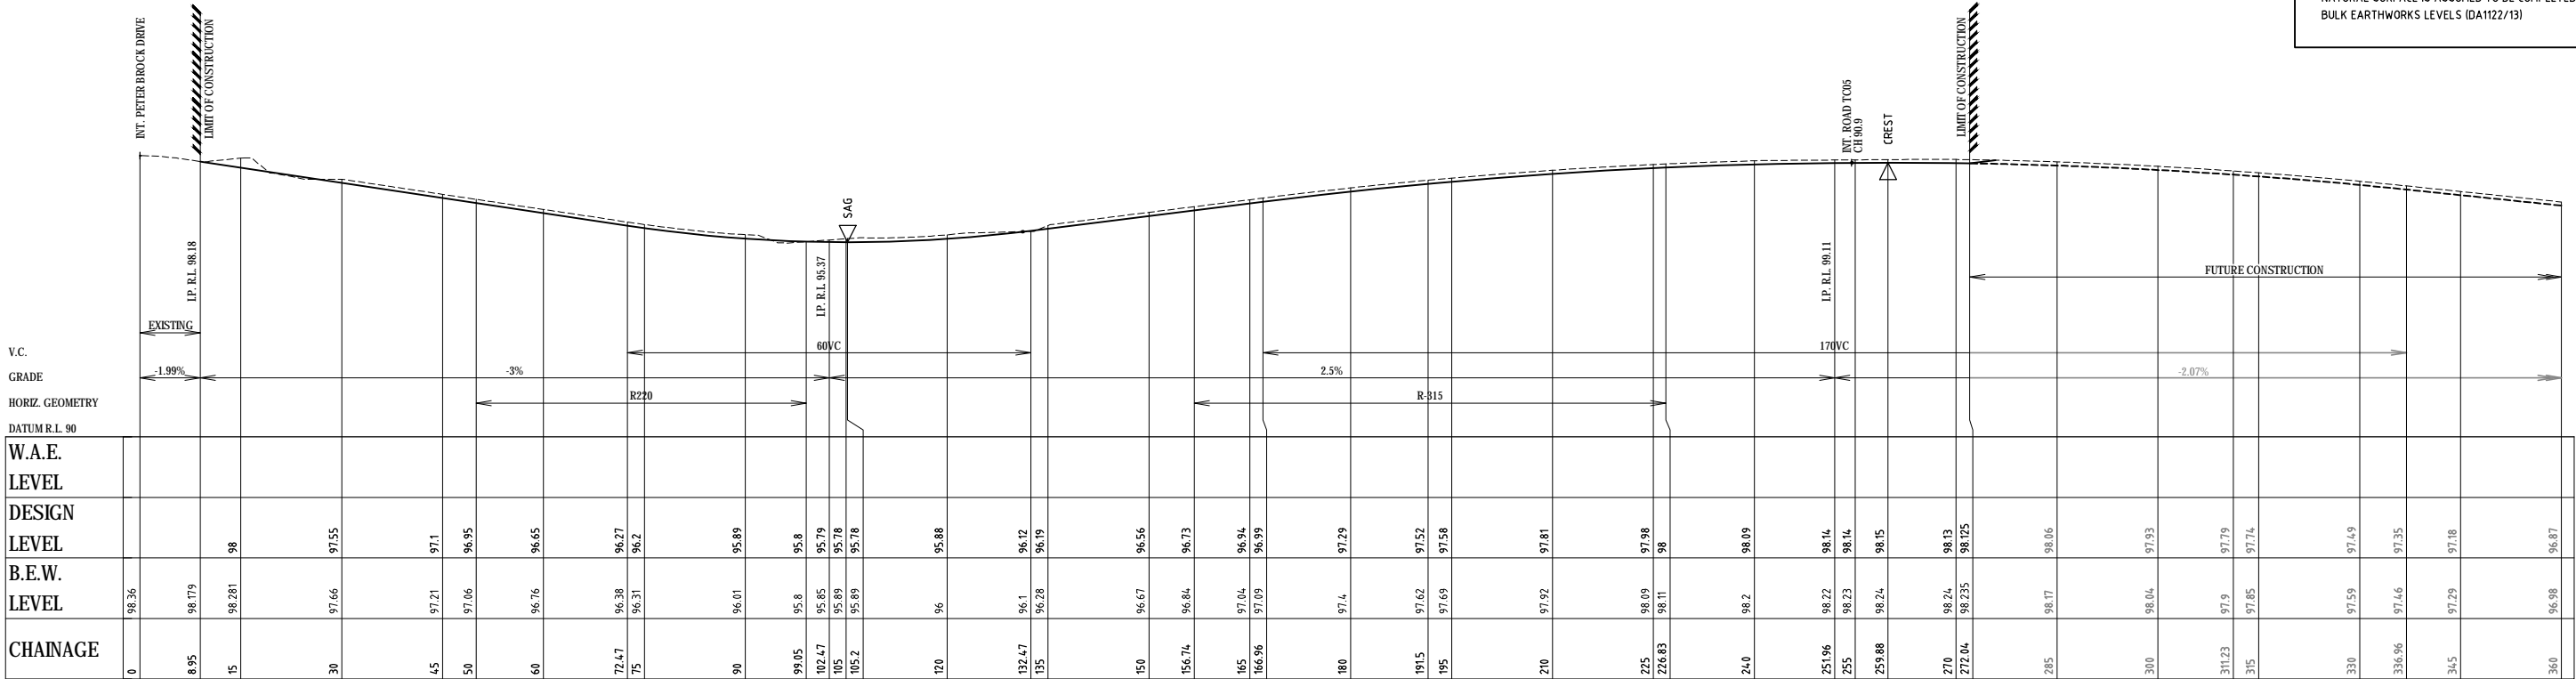 BULK EARTHWORKS LEVELS (DA1122/13)
INT. PETER BROCK DRIVE
LIMIT OF CONSTRUCTION
INT. ROAD TC05
CH 90.9
CREST
LIMIT OF CONSTRUCTION
SAG
I.P. R.L. 98.18
I.P. R.L. 95.37
I.P. R.L. 99.11
FUTURE CONSTRUCTION
EXISTING
V.C. 60VC 170VC
GRADE -1.99% -3% 2.5% -2.07%
HORIZ. GEOMETRY R220 R-315
DATUM R.L. 90
W.A.E.
LEVEL
DESIGN
LEVEL
98 97.55 97.1 96.95 96.65 96.27 96.2 95.89 95.8 95.79 95.78 95.78 95.88 96.12 96.19 96.56 96.73 96.94 96.99 97.29 97.52 97.58 97.81 97.98 98 98.09 98.14 98.14 98.15 98.13 98.125 98.06 97.93 97.79 97.74 97.49 97.35 97.18 96.87
B.E.W.
LEVEL
98.36 98.179 98.281 97.66 97.21 97.06 96.76 96.38 96.31 96.01 95.8 95.85 95.89 95.89 96 96.1 96.28 96.67 96.84 97.04 97.09 97.4 97.62 97.69 97.92 98.09 98.11 98.2 98.22 98.23 98.24 98.24 98.235 98.17 98.04 97.9 97.85 97.59 97.46 97.29 96.98
CHAINAGE
0 8.95 15 30 45 50 60 72.47 75 90 99.05 102.47 105 105.2 120 132.47 135 150 156.74 165 166.96 180 191.5 195 210 225 226.83 240 251.96 255 259.88 270 272.04 285 300 311.23 315 330 336.96 345 360